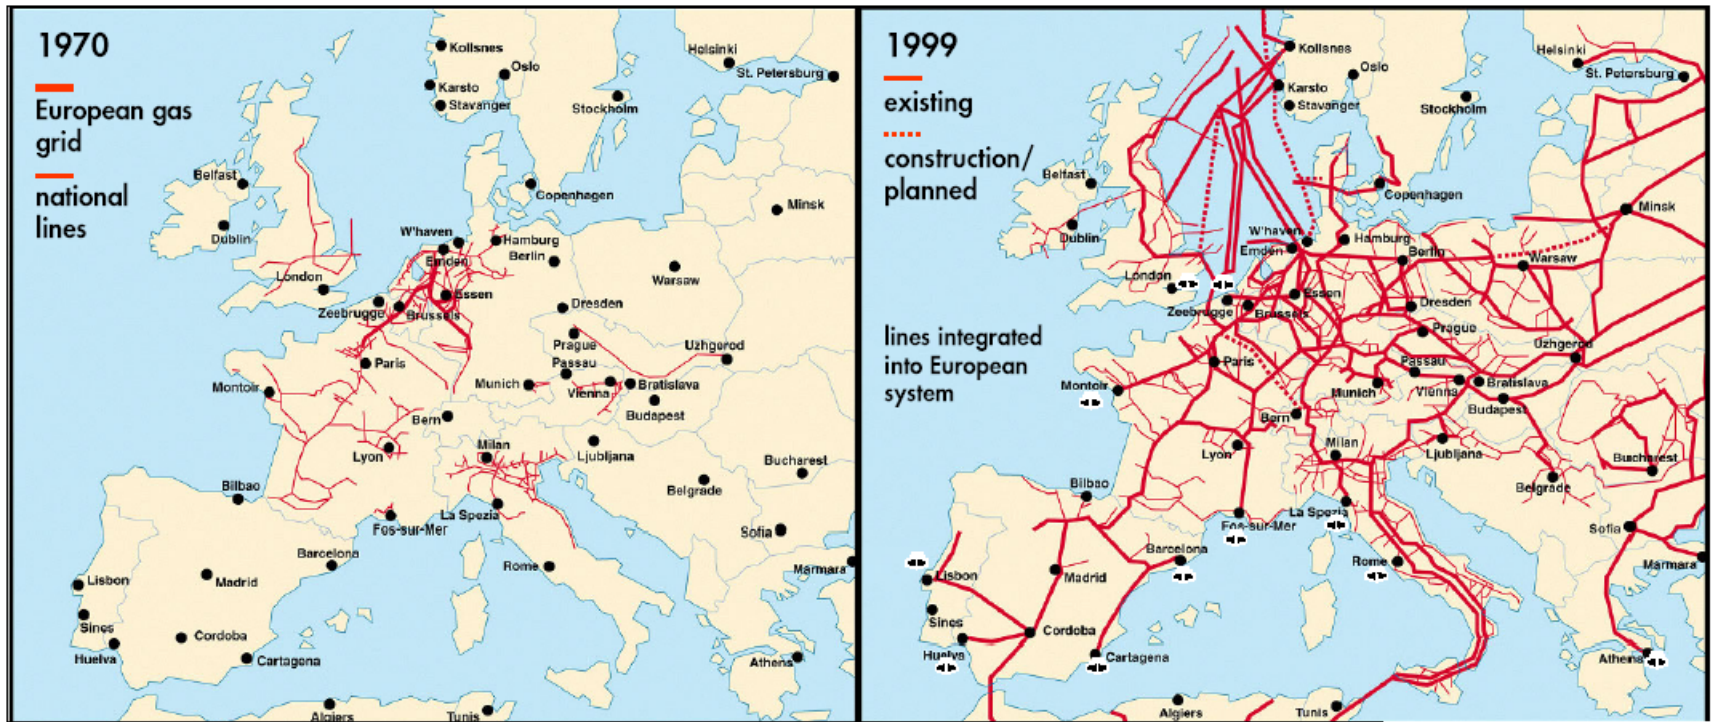 1970
European gas
grid
national
lines
Kollsnes
Oslo
Karsto
Stavanger
Stockholm
Helsinki
St. Petersburg
Belfast
Dublin
Copenhagen
Minsk
W'haven
Emden
Hamburg
Berlin
London
Warsaw
Essen
Zeebrugge
Brussels
Dresden
Prague
Passau
Uzhgerod
Paris
Montoir
Munich
Vienna
Bratislava
Budapest
Bern
Milan
Lyon
Ljubljana
Bucharest
Belgrade
Bilbao
La Spezia
Fos-sur-Mer
Sofia
Barcelona
Rome
Marmara
Lisbon
Madrid
Sines
Cordoba
Huelva
Cartagena
Athens
Algiers
Tunis
1999
existing
construction/
planned
lines integrated
into European
system
Kollsnes
Oslo
Karsto
Stavanger
Stockholm
Helsinki
St. Petersburg
Belfast
Dublin
Copenhagen
Minsk
W'haven
Emden
Hamburg
Berlin
London
Warsaw
Essen
Zeebrugge
Brussels
Dresden
Prague
Uzhgerod
Paris
Passau
Montoir
Munich
Vienna
Bratislava
Budapest
Bern
Milan
Lyon
Ljubljana
Bucharest
Belgrade
Bilbao
La Spezia
Fos-sur-Mer
Sofia
Barcelona
Rome
Marmara
Lisbon
Madrid
Sines
Cordoba
Huelva
Cartagena
Athens
Algiers
Tunis